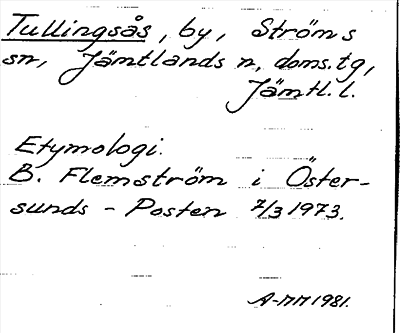 Tullingsås, by, Ströms
sn, Jämtlands n. doms.tg,
Jämtl. l.
Etymologi.
B. Flemström i Öster-
sunds-Posten 7/3 1973.
A-MM 1981.